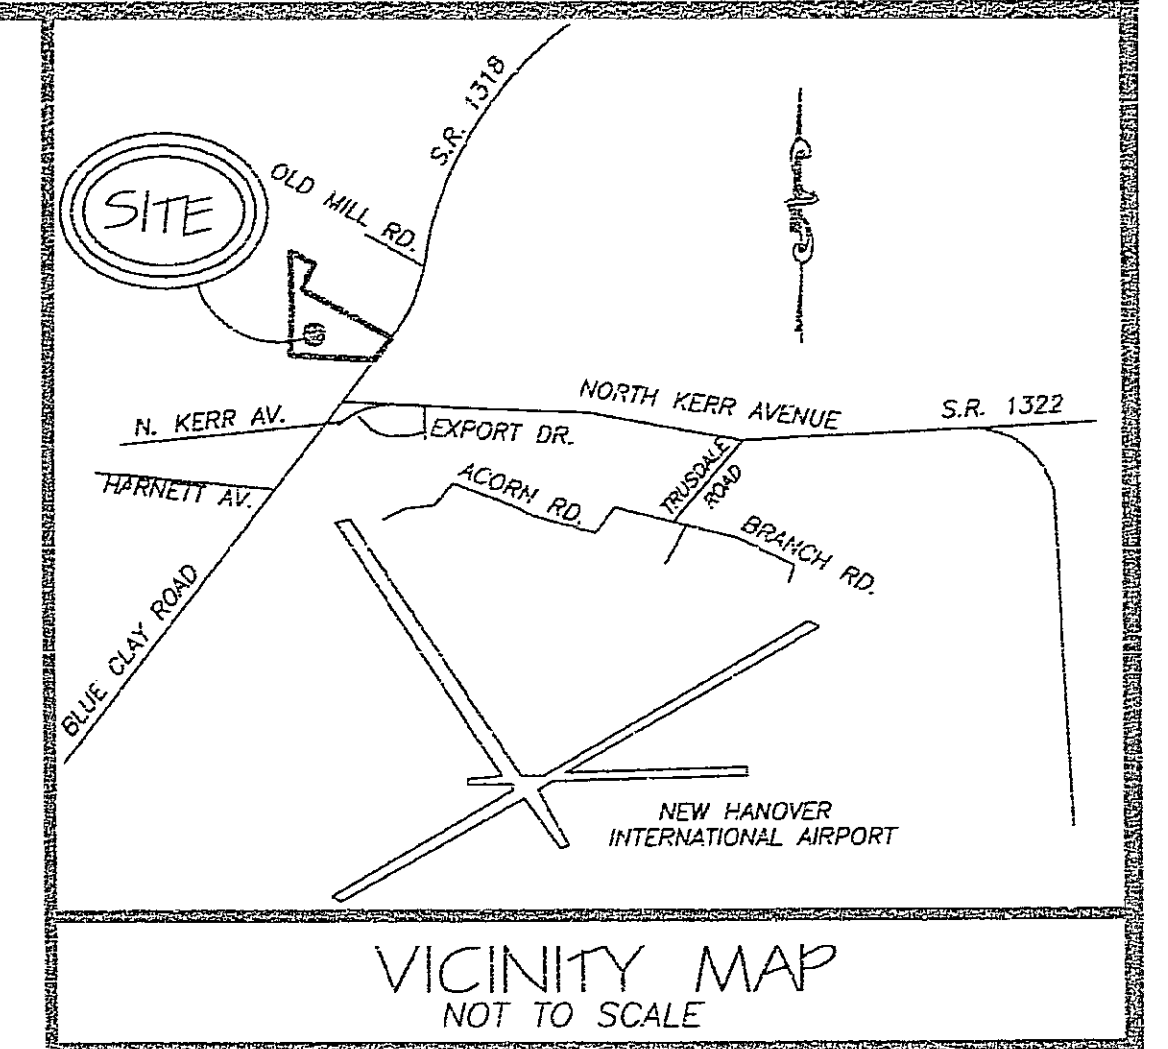 S.R. 1318
OLD MILL RD.
SITE
NORTH KERR AVENUE
S.R. 1322
N. KERR AV.
EXPORT DR.
HARNETT AV.
ACORN RD.
TRUSDALE
ROAD
BRANCH RD.
BLUE CLAY ROAD
NEW HANOVER
INTERNATIONAL AIRPORT
VICINITY MAP
NOT TO SCALE